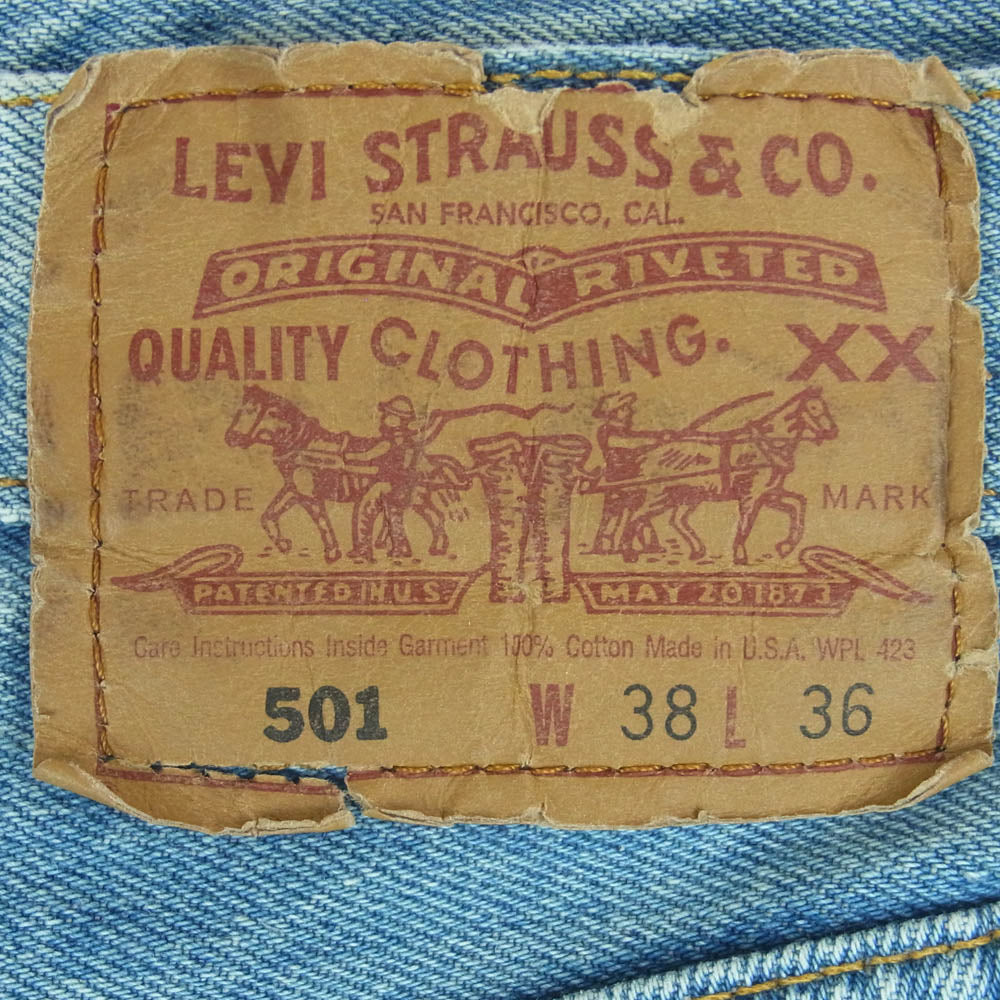 LEVI STRAUSS & CO.
SAN FRANCISCO, CAL.
ORIGINAL RIVETED
QUALITY CLOTHING. XX
TRADE MARK
PATENTED IN U.S. MAY 20 1873
Care Instructions Inside Garment 100% Cotton Made in U.S.A. WPL 423
501 W 38 L 36